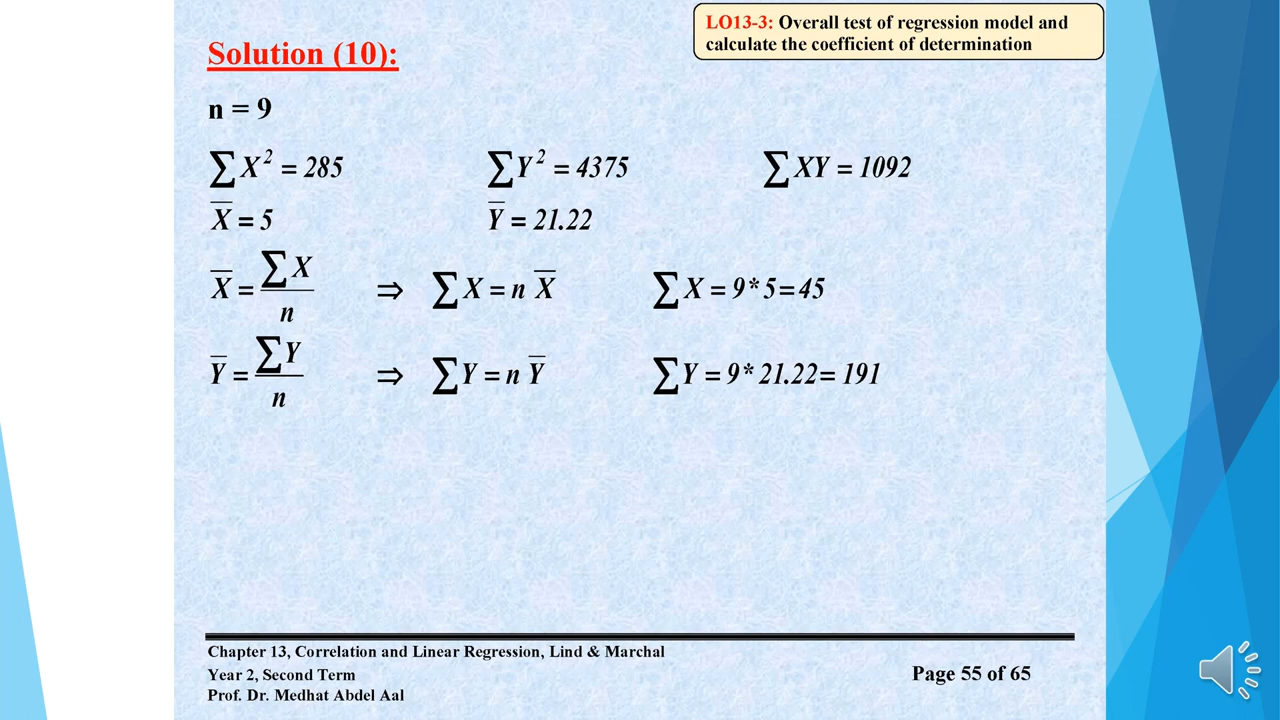 LO13-3: Overall test of regression model and
calculate the coefficient of determination
Solution (10):
n = 9
∑X² = 285 ∑Y² = 4375 ∑XY = 1092
X̅ = 5 Y̅ = 21.22
X̅ = ∑X / n ⇒ ∑X = n X̅ ∑X = 9*5=45
Y̅ = ∑Y / n ⇒ ∑Y = n Y̅ ∑Y = 9* 21.22= 191
Chapter 13, Correlation and Linear Regression, Lind & Marchal
Year 2, Second Term Page 55 of 65
Prof. Dr. Medhat Abdel Aal